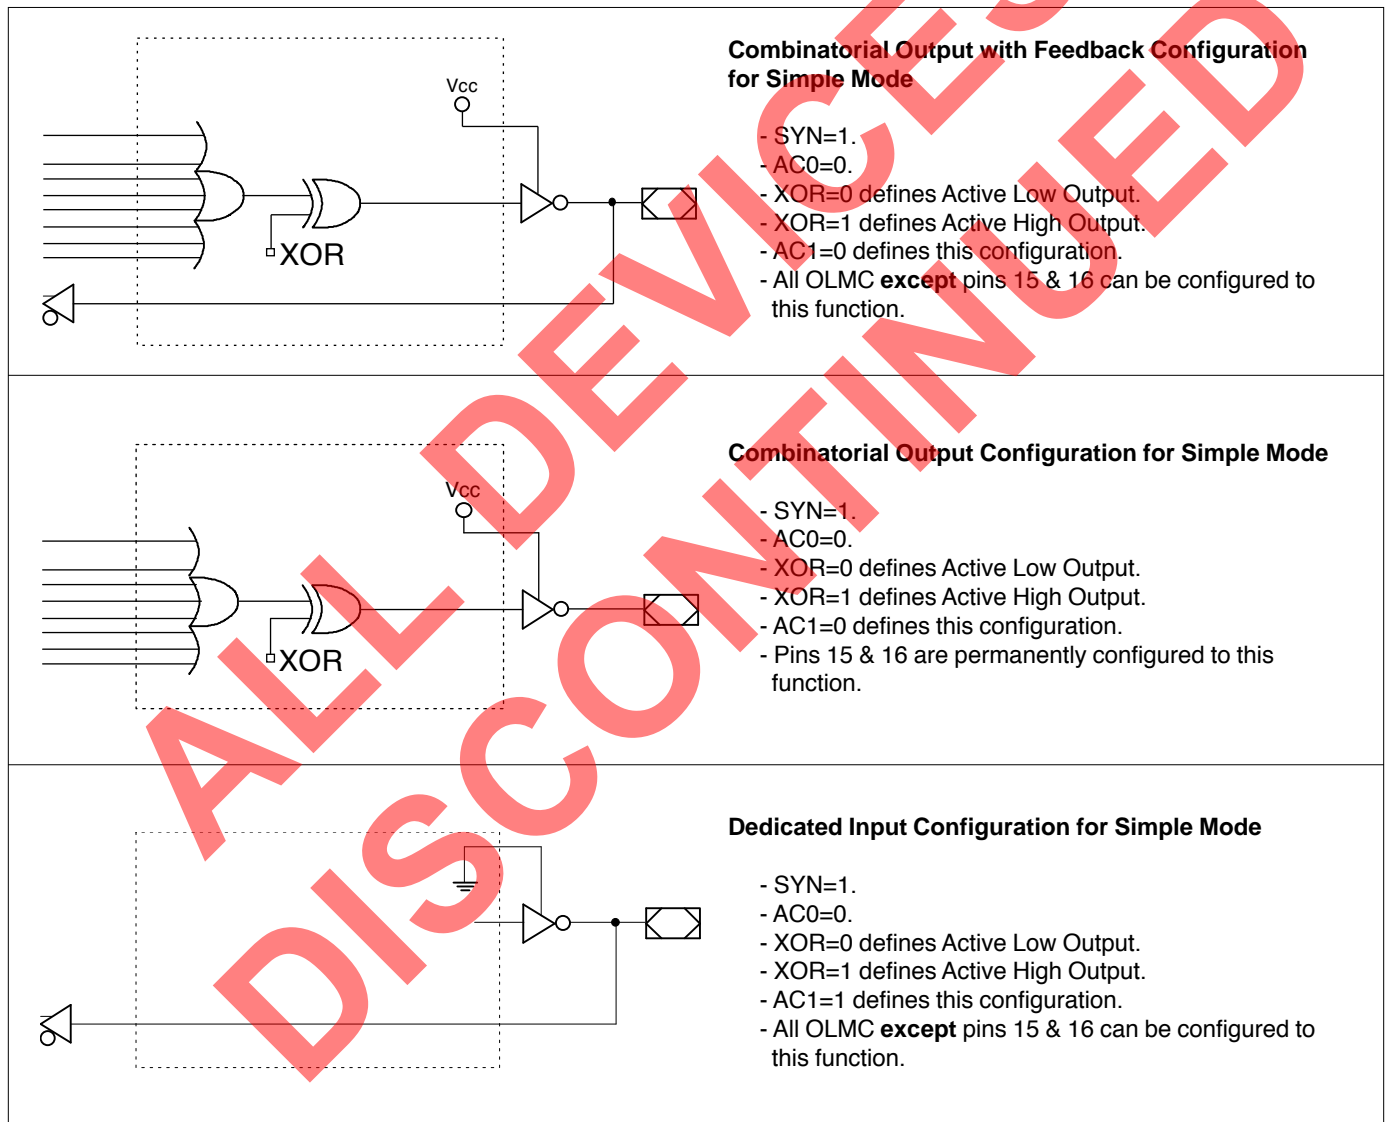 Combinatorial Output with Feedback Configuration
for Simple Mode
Vcc
XOR
- SYN=1.
- AC0=0.
- XOR=0 defines Active Low Output.
- XOR=1 defines Active High Output.
- AC1=0 defines this configuration.
- All OLMC except pins 15 & 16 can be configured to
this function.
Combinatorial Output Configuration for Simple Mode
Vcc
XOR
- SYN=1.
- AC0=0.
- XOR=0 defines Active Low Output.
- XOR=1 defines Active High Output.
- AC1=0 defines this configuration.
- Pins 15 & 16 are permanently configured to this
function.
Dedicated Input Configuration for Simple Mode
- SYN=1.
- AC0=0.
- XOR=0 defines Active Low Output.
- XOR=1 defines Active High Output.
- AC1=1 defines this configuration.
- All OLMC except pins 15 & 16 can be configured to
this function.
ALL DEVICES
DISCONTINUED